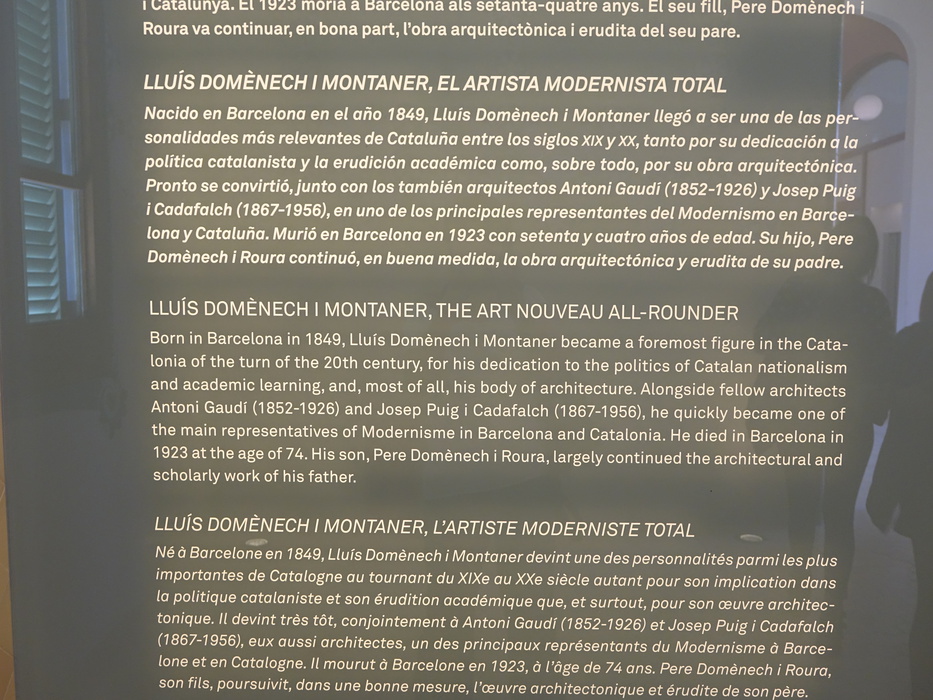 i Catalunya. El 1923 moria a Barcelona als setanta-quatre anys. El seu fill, Pere Domènech i
Roura va continuar, en bona part, l’obra arquitectònica i erudita del seu pare.
LLUÍS DOMÈNECH I MONTANER, EL ARTISTA MODERNISTA TOTAL
Nacido en Barcelona en el año 1849, Lluís Domènech i Montaner llegó a ser una de las per-
sonalidades más relevantes de Cataluña entre los siglos XIX y XX, tanto por su dedicación a la
política catalanista y la erudición académica como, sobre todo, por su obra arquitectónica.
Pronto se convirtió, junto con los también arquitectos Antoni Gaudí (1852-1926) y Josep Puig
i Cadafalch (1867-1956), en uno de los principales representantes del Modernismo en Barce-
lona y Cataluña. Murió en Barcelona en 1923 con setenta y cuatro años de edad. Su hijo, Pere
Domènech i Roura continuó, en buena medida, la obra arquitectónica y erudita de su padre.
LLUÍS DOMÈNECH I MONTANER, THE ART NOUVEAU ALL-ROUNDER
Born in Barcelona in 1849, Lluís Domènech i Montaner became a foremost figure in the Cata-
lonia of the turn of the 20th century, for his dedication to the politics of Catalan nationalism
and academic learning, and, most of all, his body of architecture. Alongside fellow architects
Antoni Gaudí (1852-1926) and Josep Puig i Cadafalch (1867-1956), he quickly became one of
the main representatives of Modernisme in Barcelona and Catalonia. He died in Barcelona in
1923 at the age of 74. His son, Pere Domènech i Roura, largely continued the architectural and
scholarly work of his father.
LLUÍS DOMÈNECH I MONTANER, L’ARTISTE MODERNISTE TOTAL
Né à Barcelone en 1849, Lluís Domènech i Montaner devint une des personnalités parmi les plus
importantes de Catalogne au tournant du XIXe au XXe siècle autant pour son implication dans
la politique catalaniste et son érudition académique que, et surtout, pour son œuvre architec-
tonique. Il devint très tôt, conjointement à Antoni Gaudí (1852-1926) et Josep Puig i Cadafalch
(1867-1956), eux aussi architectes, un des principaux représentants du Modernisme à Barce-
lone et en Catalogne. Il mourut à Barcelone en 1923, à l’âge de 74 ans. Pere Domènech i Roura,
son fils, poursuivit, dans une bonne mesure, l’œuvre architectonique et érudite de son père.